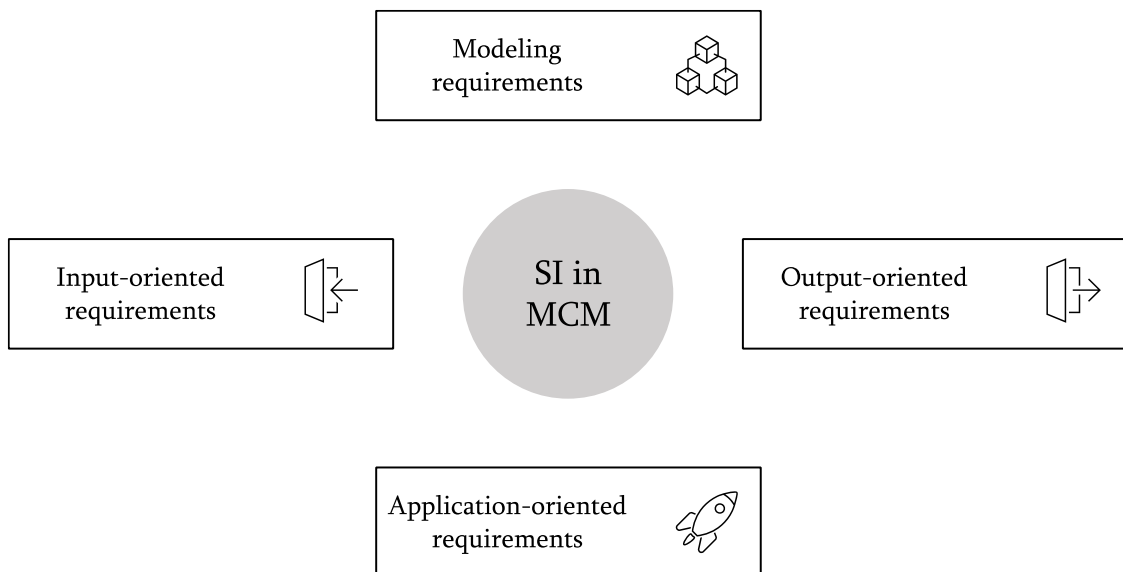 Modeling
requirements
Input-oriented
requirements
SI in
MCM
Output-oriented
requirements
Application-oriented
requirements